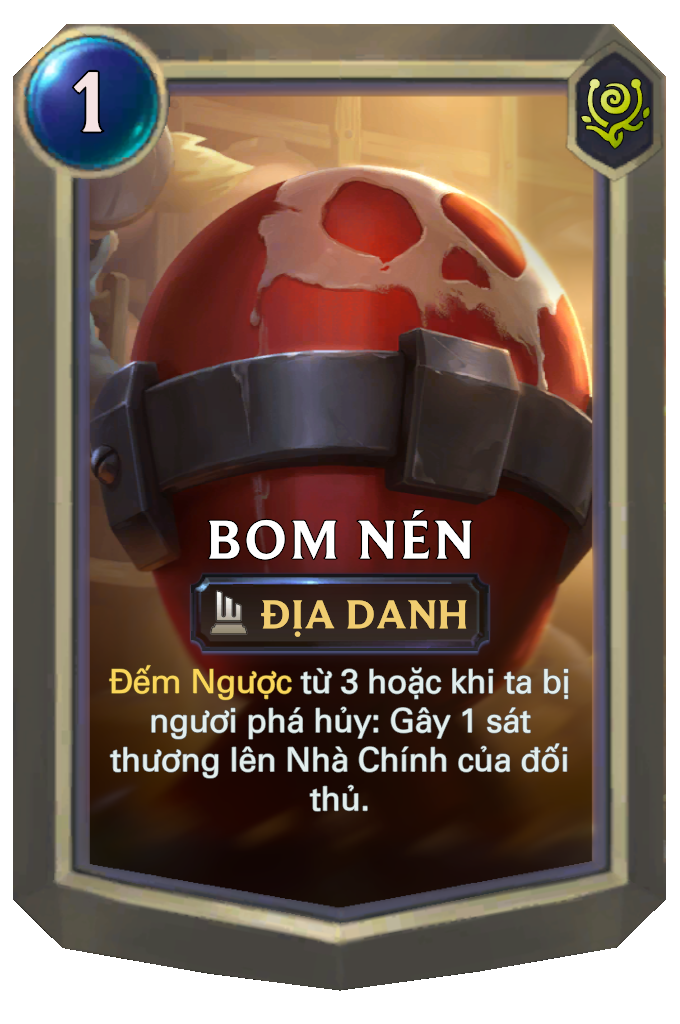 1
BOM NÉN
ĐỊA DANH
Đếm Ngược từ 3 hoặc khi ta bị
ngươi phá hủy: Gây 1 sát
thương lên Nhà Chính của đối
thủ.